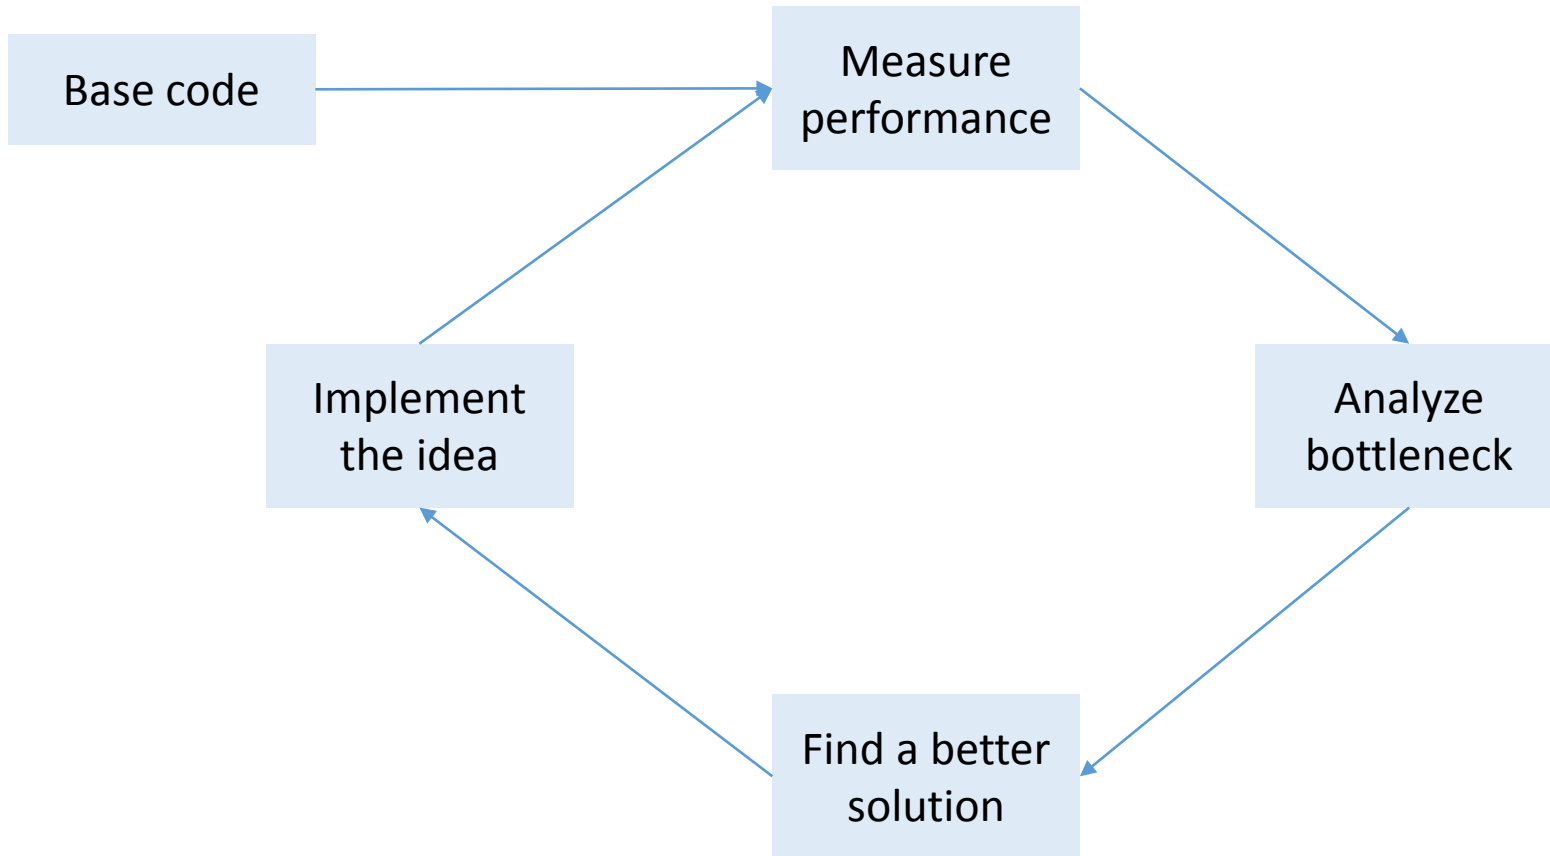 Base code
Measure
performance
Analyze
bottleneck
Find a better
solution
Implement
the idea